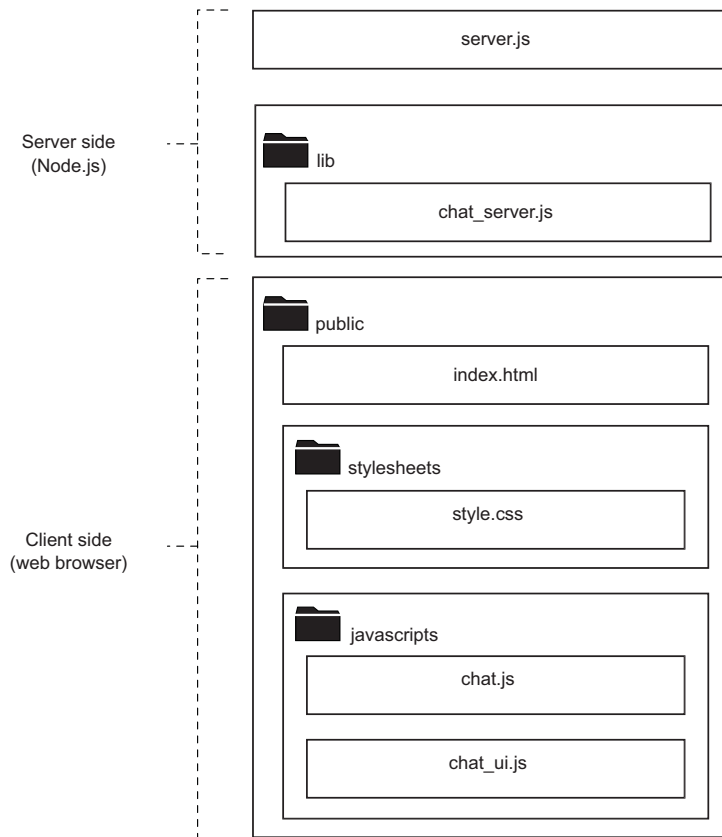 server.js
Server side
(Node.js)
lib
chat_server.js
public
index.html
stylesheets
style.css
Client side
(web browser)
javascripts
chat.js
chat_ui.js